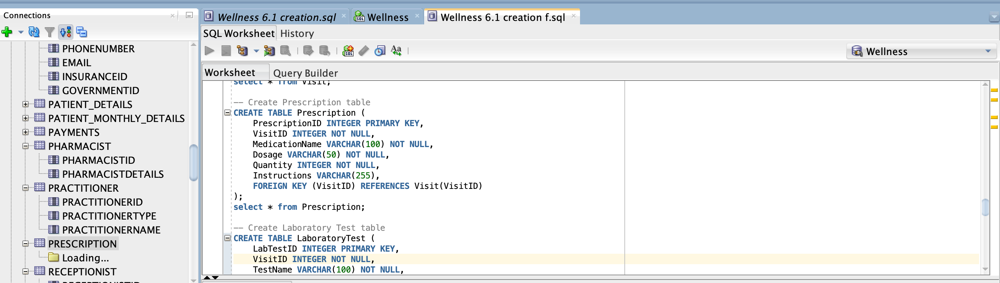 Connections
PHONENUMBER
EMAIL
INSURANCEID
GOVERNMENTID
PATIENT_DETAILS
PATIENT_MONTHLY_DETAILS
PAYMENTS
PHARMACIST
PHARMACISTID
PHARMACISTDETAILS
PRACTITIONER
PRACTITIONERID
PRACTITIONERTYPE
PRACTITIONERNAME
PRESCRIPTION
Loading...
RECEPTIONIST
RECEPTIONISTID
Wellness 6.1 creation.sql
Wellness
Wellness 6.1 creation f.sql
SQL Worksheet History
Wellness
Worksheet Query Builder
select * from Visit;
-- Create Prescription table
CREATE TABLE Prescription (
PrescriptionID INTEGER PRIMARY KEY,
VisitID INTEGER NOT NULL,
MedicationName VARCHAR(100) NOT NULL,
Dosage VARCHAR(50) NOT NULL,
Quantity INTEGER NOT NULL,
Instructions VARCHAR(255),
FOREIGN KEY (VisitID) REFERENCES Visit(VisitID)
);
select * from Prescription;
-- Create Laboratory Test table
CREATE TABLE LaboratoryTest (
LabTestID INTEGER PRIMARY KEY,
VisitID INTEGER NOT NULL,
TestName VARCHAR(100) NOT NULL,